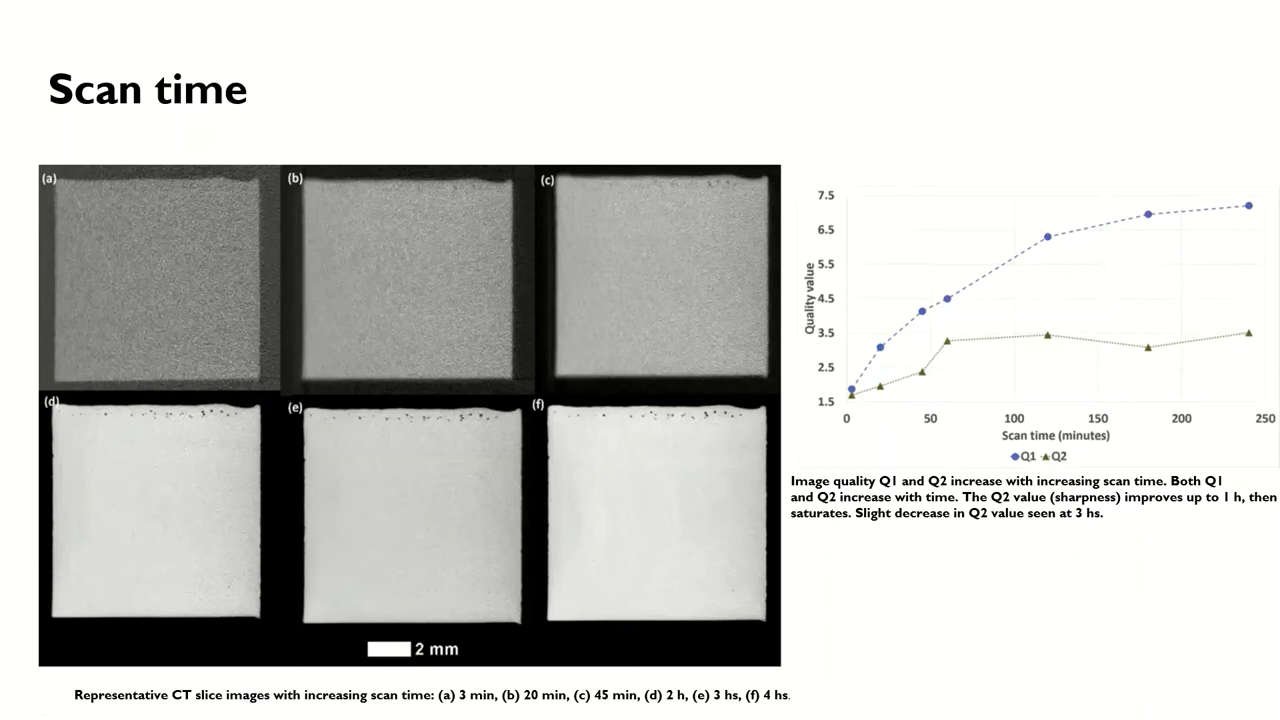 Scan time
(a)
(b)
(c)
(d)
(e)
(f)
2 mm
7.5
6.5
5.5
4.5
3.5
2.5
1.5
Quality value
0 50 100 150 200 250
Scan time (minutes)
Q1 Q2
Image quality Q1 and Q2 increase with increasing scan time. Both Q1
and Q2 increase with time. The Q2 value (sharpness) improves up to 1 h, then
saturates. Slight decrease in Q2 value seen at 3 hs.
Representative CT slice images with increasing scan time: (a) 3 min, (b) 20 min, (c) 45 min, (d) 2 h, (e) 3 hs, (f) 4 hs.